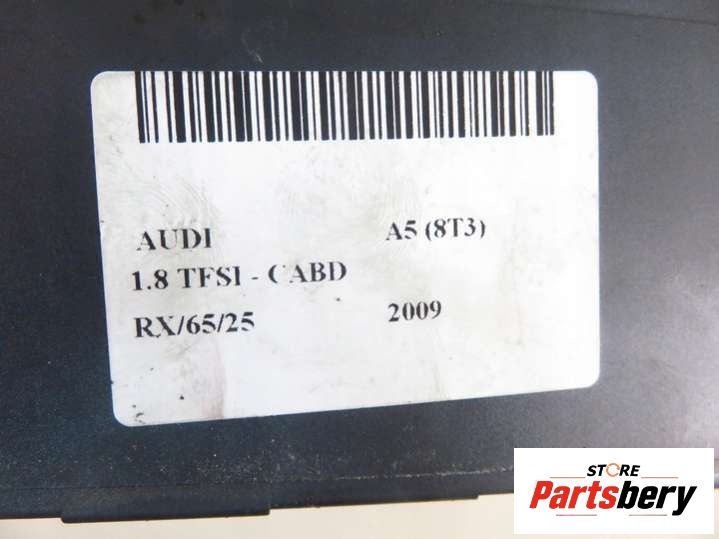 AUDI A5 (8T3)
1.8 TFSI - CABD
RX/65/25 2009
STORE
Partsbery